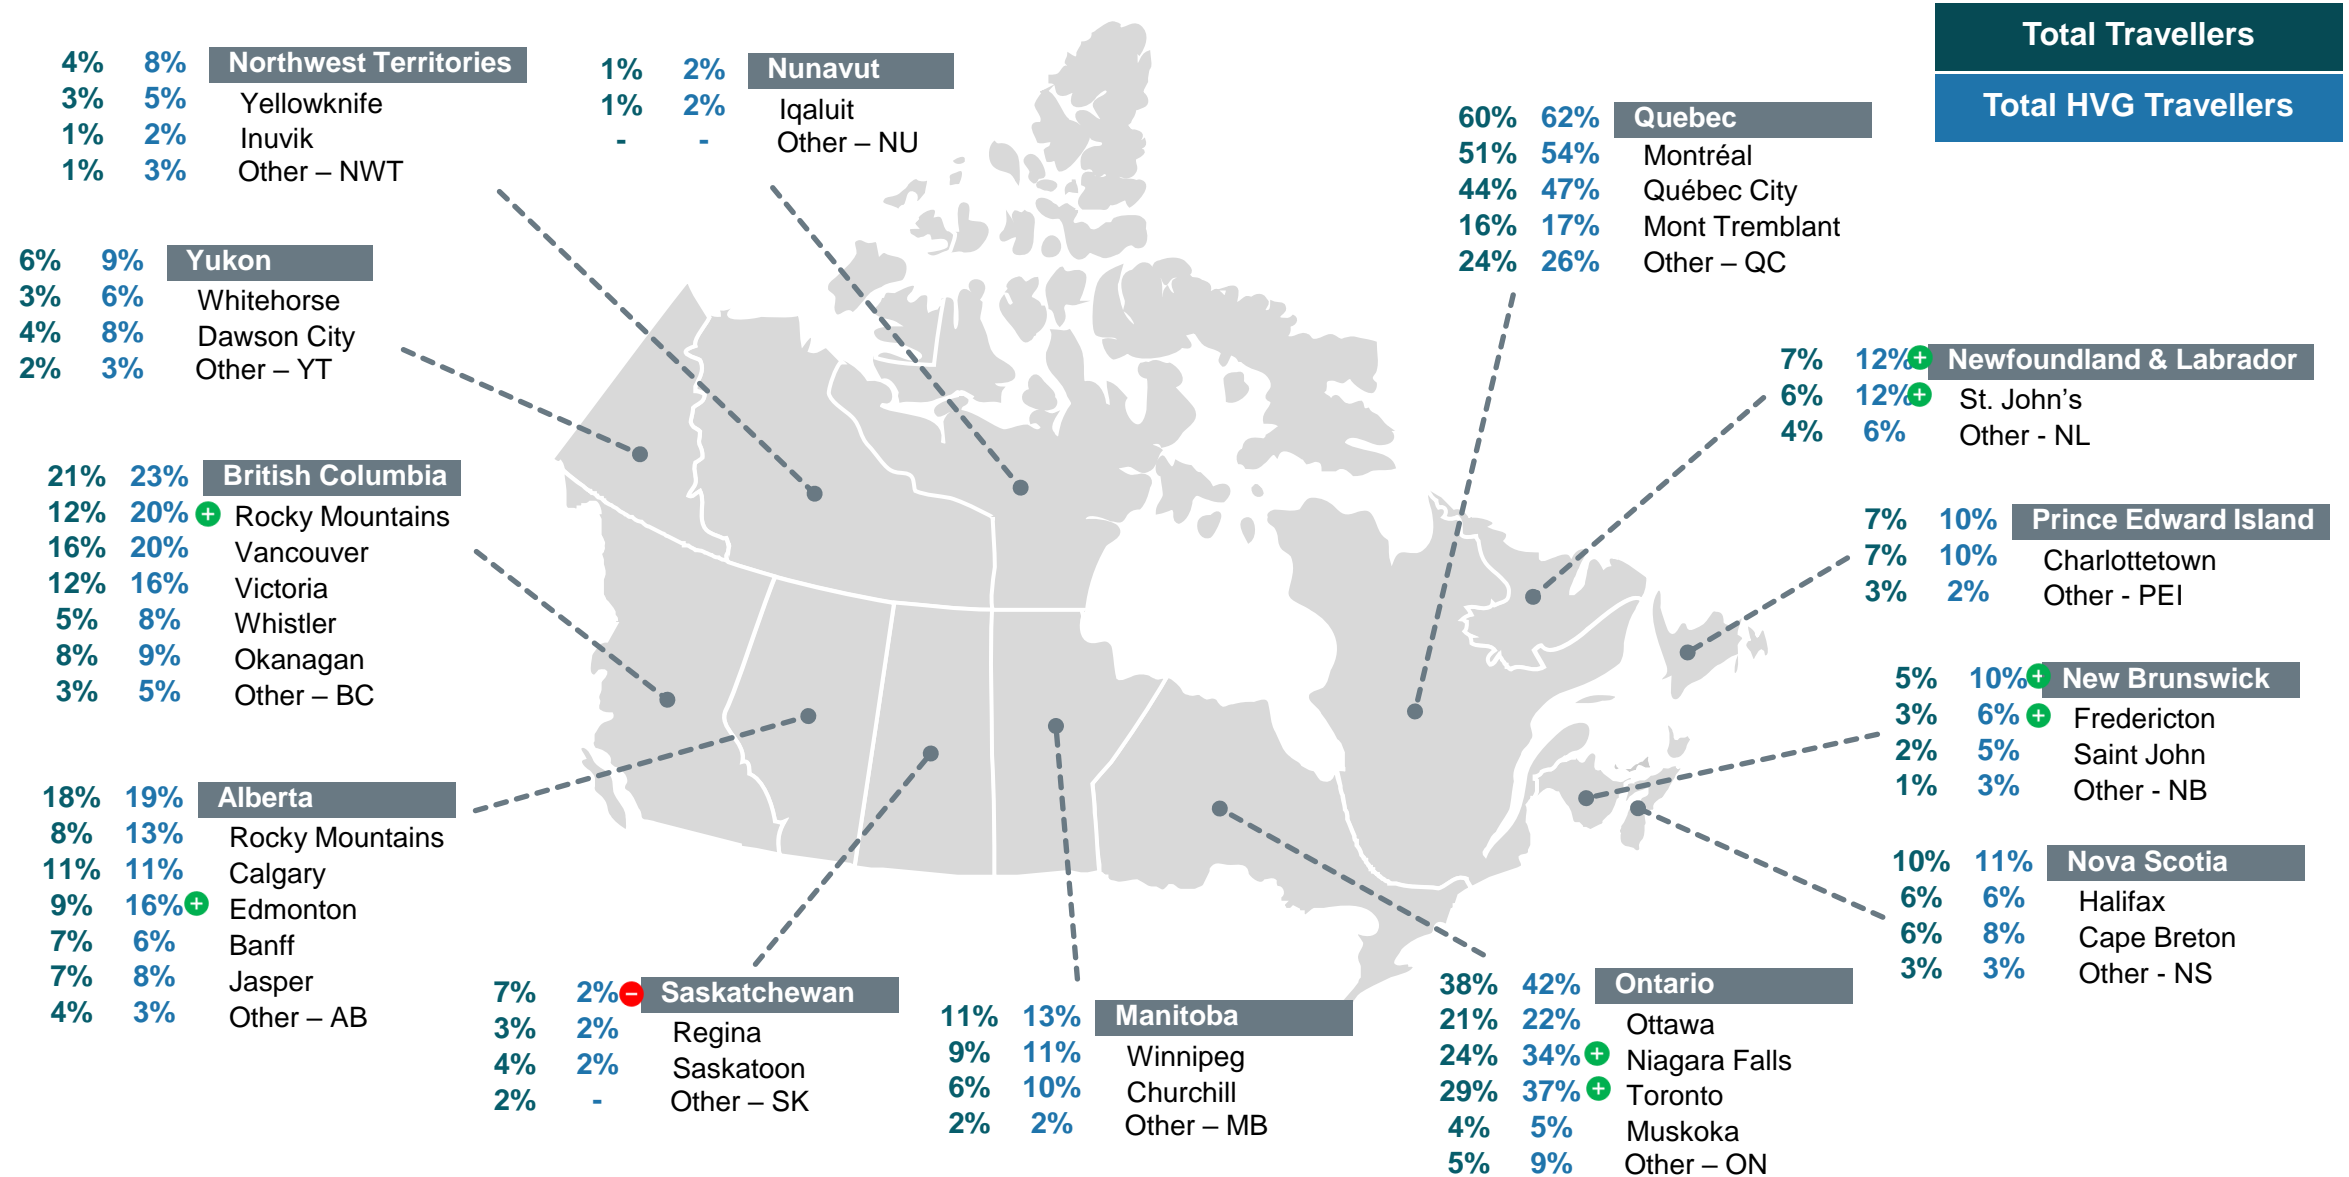 Total Travellers
Total HVG Travellers
4% 8% Northwest Territories
3% 5% Yellowknife
1% 2% Inuvik
1% 3% Other – NWT
1% 2% Nunavut
1% 2% Iqaluit
- - Other – NU
60% 62% Quebec
51% 54% Montréal
44% 47% Québec City
16% 17% Mont Tremblant
24% 26% Other – QC
6% 9% Yukon
3% 6% Whitehorse
4% 8% Dawson City
2% 3% Other – YT
7% 12% + Newfoundland & Labrador
6% 12% + St. John’s
4% 6% Other - NL
21% 23% British Columbia
12% 20% + Rocky Mountains
16% 20% Vancouver
12% 16% Victoria
5% 8% Whistler
8% 9% Okanagan
3% 5% Other – BC
7% 10% Prince Edward Island
7% 10% Charlottetown
3% 2% Other - PEI
5% 10% + New Brunswick
3% 6% + Fredericton
2% 5% Saint John
1% 3% Other - NB
18% 19% Alberta
8% 13% Rocky Mountains
11% 11% Calgary
9% 16% + Edmonton
7% 6% Banff
7% 8% Jasper
4% 3% Other – AB
10% 11% Nova Scotia
6% 6% Halifax
6% 8% Cape Breton
3% 3% Other - NS
7% 2% – Saskatchewan
3% 2% Regina
4% 2% Saskatoon
2% - Other – SK
11% 13% Manitoba
9% 11% Winnipeg
6% 10% Churchill
2% 2% Other – MB
38% 42% Ontario
21% 22% Ottawa
24% 34% + Niagara Falls
29% 37% + Toronto
4% 5% Muskoka
5% 9% Other – ON